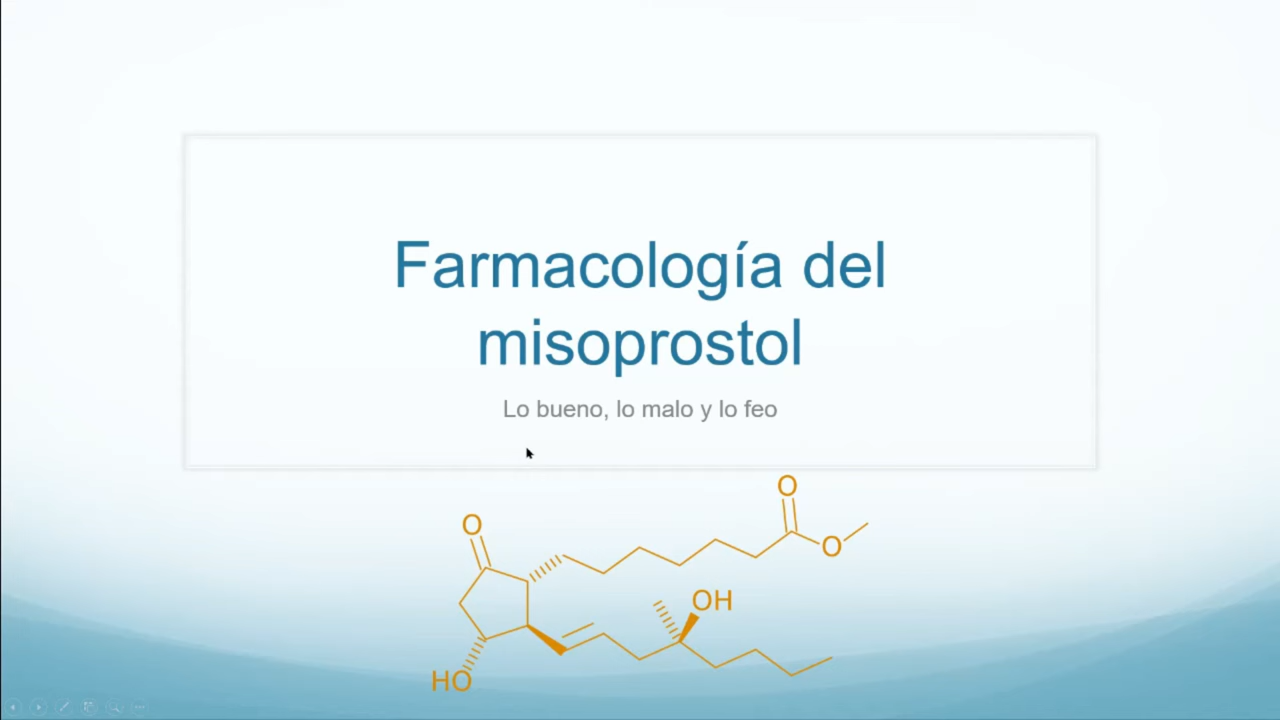 Farmacología del
misoprostol
Lo bueno, lo malo y lo feo
O
O
O
OH
HO